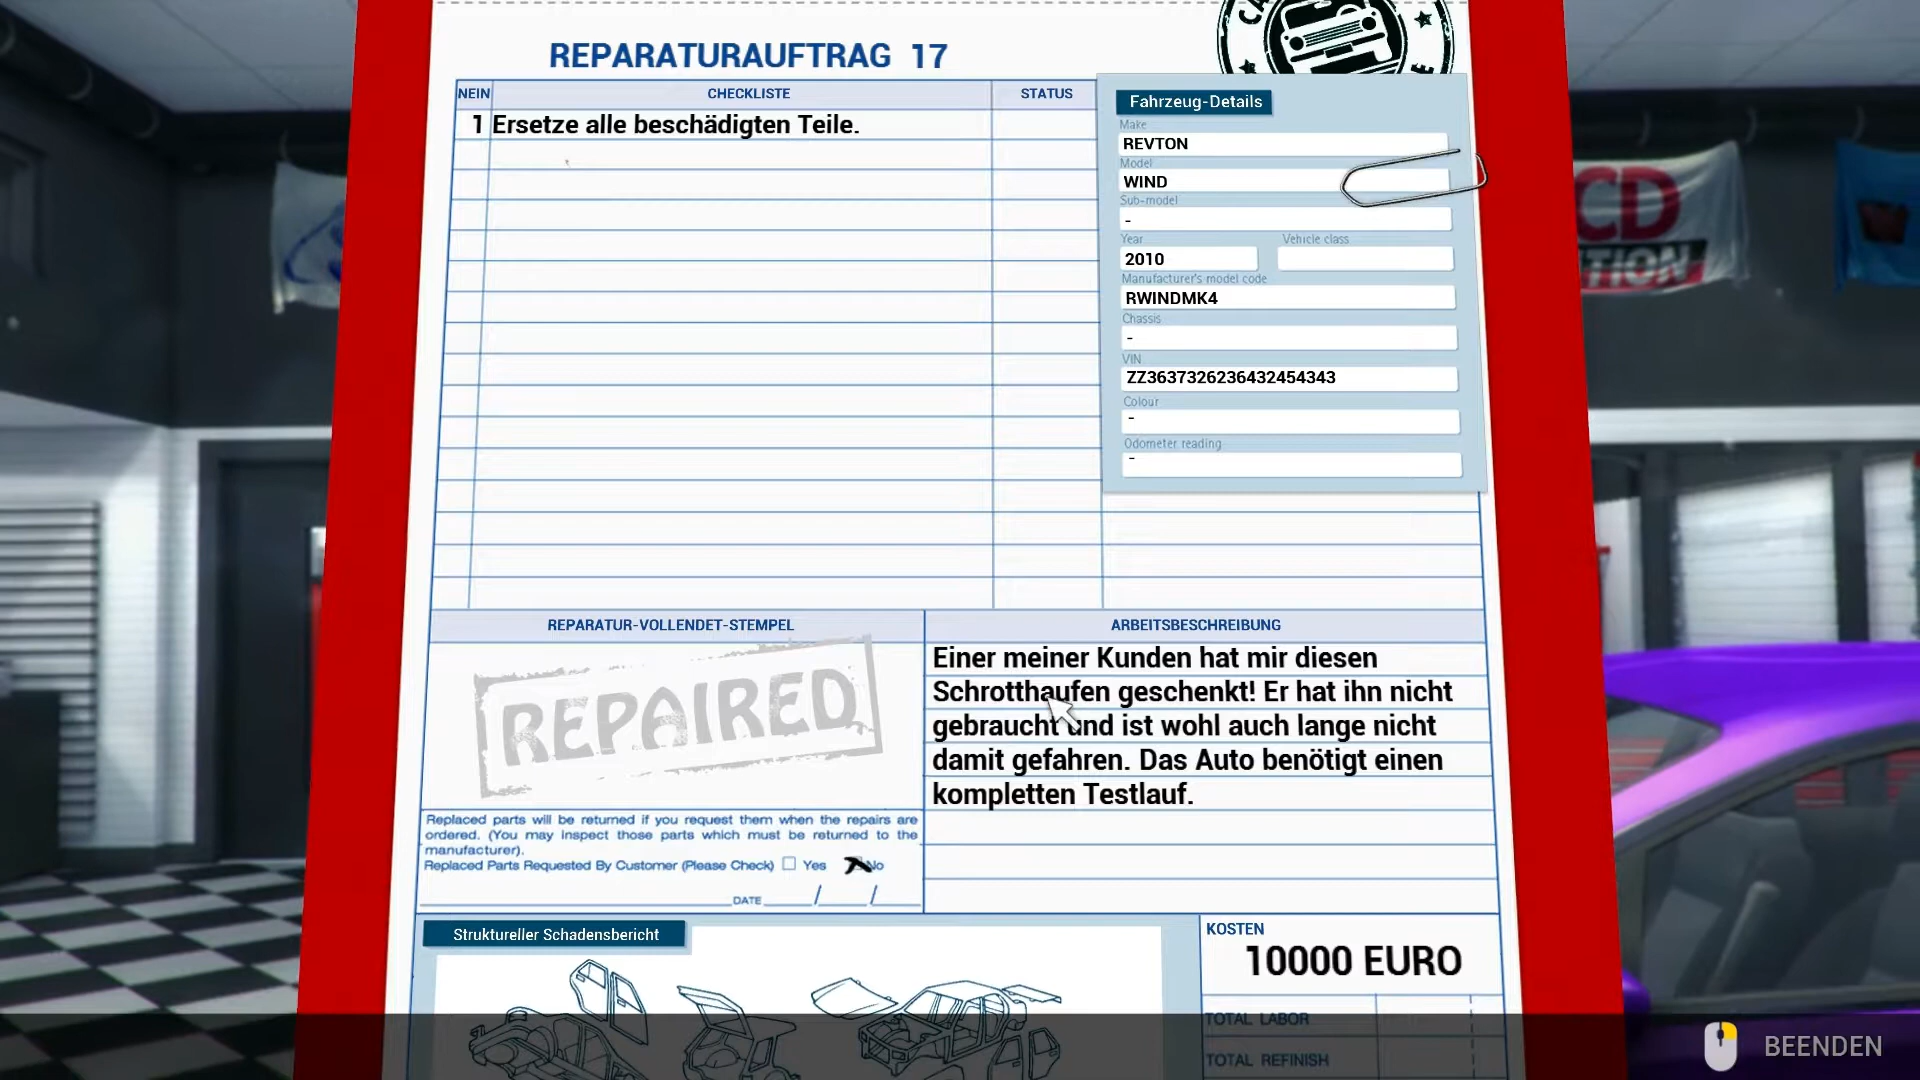 REPARATURAUFTRAG 17
NEIN CHECKLISTE STATUS
1 Ersetze alle beschädigten Teile.
Fahrzeug-Details
Make
REVTON
Model
WIND
Sub-model
-
Year Vehicle class
2010
Manufacturer's model code
RWINDMK4
Chassis
-
VIN
ZZ3637326236432454343
Colour
-
Odometer reading
-
CD
TION
REPARATUR-VOLLENDET-STEMPEL
REPAIRED
ARBEITSBESCHREIBUNG
Einer meiner Kunden hat mir diesen
Schrotthaufen geschenkt! Er hat ihn nicht
gebraucht und ist wohl auch lange nicht
damit gefahren. Das Auto benötigt einen
kompletten Testlauf.
Replaced parts will be returned if you request them when the repairs are
ordered. (You may inspect those parts which must be returned to the
manufacturer).
Replaced Parts Requested By Customer (Please Check) Yes No
DATE / /
Struktureller Schadensbericht
KOSTEN
10000 EURO
TOTAL LABOR
TOTAL REFINISH
BEENDEN